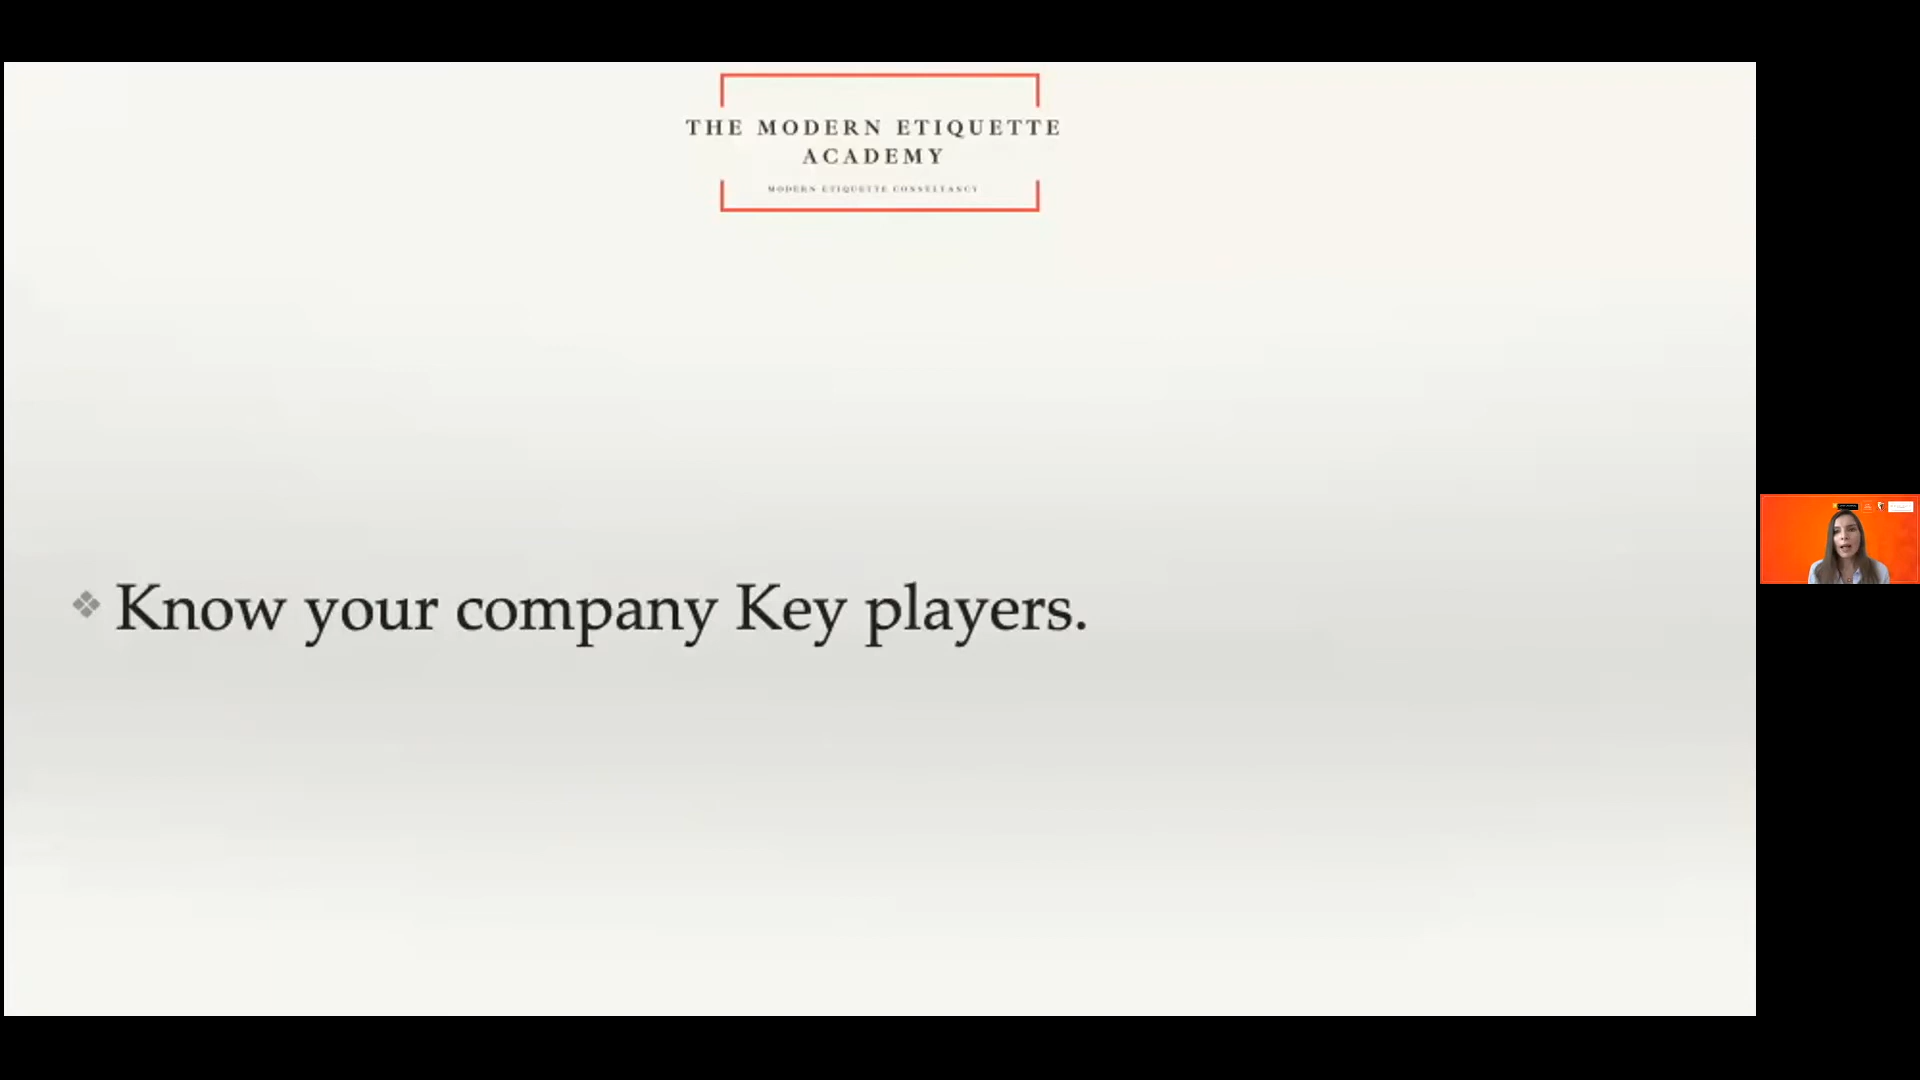 THE MODERN ETIQUETTE
ACADEMY
MODERN ETIQUETTE CONSULTANCY
❖ Know your company Key players.